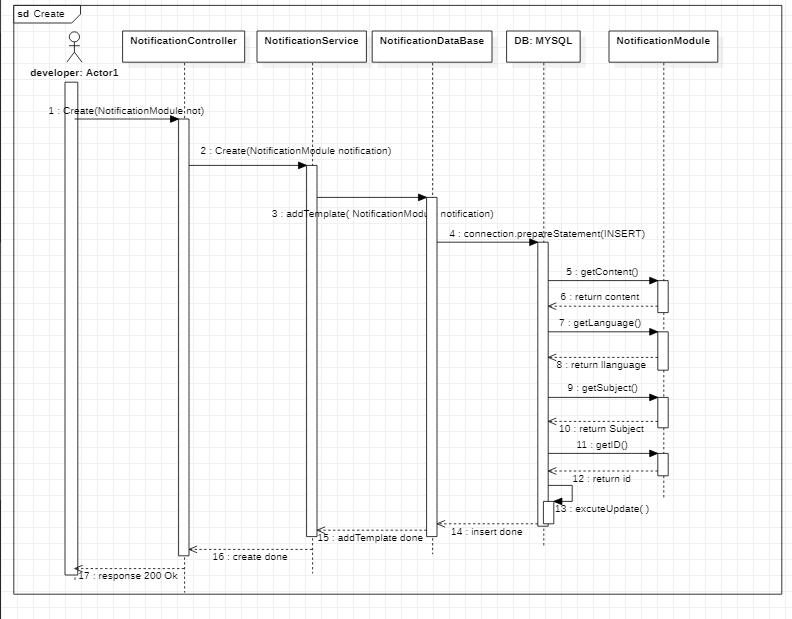 sd Create
NotificationController
NotificationService
NotificationDataBase
DB: MYSQL
NotificationModule
developer: Actor1
1 : Create(NotificationModule not)
2 : Create(NotificationModule notification)
3 : addTemplate( NotificationModu notification)
4 : connection.prepareStatement(INSERT)
5 : getContent()
6 : return content
7 : getLanguage()
8 : return llanguage
9 : getSubject()
10 : return Subject
11 : getID()
12 : return id
13 : excuteUpdate( )
14 : insert done
15 : addTemplate done
16 : create done
17 : response 200 Ok